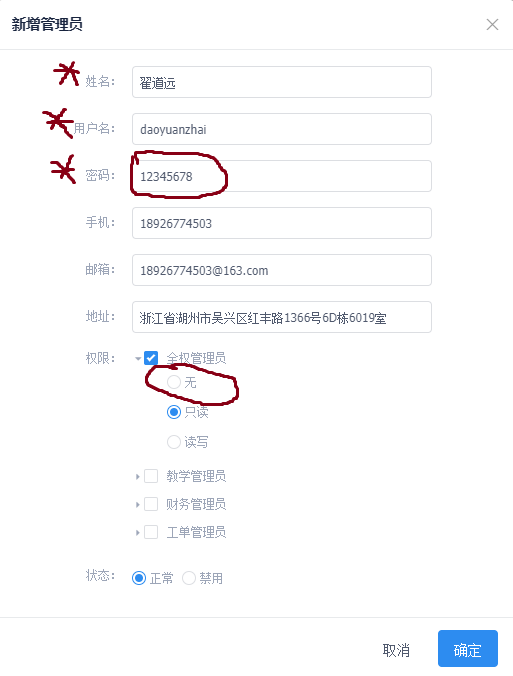 新增管理员
姓名: 翟道远
用户名: daoyuanzhai
密码: 12345678
手机: 18926774503
邮箱: 18926774503@163.com
地址: 浙江省湖州市吴兴区红丰路1366号6D栋6019室
权限: 全权管理员
无
只读
读写
教学管理员
财务管理员
工单管理员
状态: 正常 禁用
取消 确定